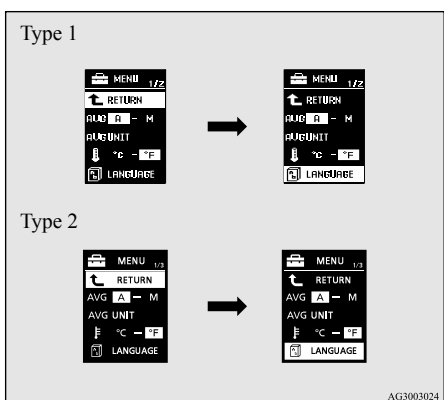 Type 1
MENU 1/2
RETURN
AVG A – M
AVG UNIT
°C – °F
LANGUAGE
MENU 1/2
RETURN
AVG A – M
AVG UNIT
°C – °F
LANGUAGE
Type 2
MENU 1/3
RETURN
AVG A – M
AVG UNIT
°C – °F
LANGUAGE
MENU 1/3
RETURN
AVG A – M
AVG UNIT
°C – °F
LANGUAGE
AG3003024